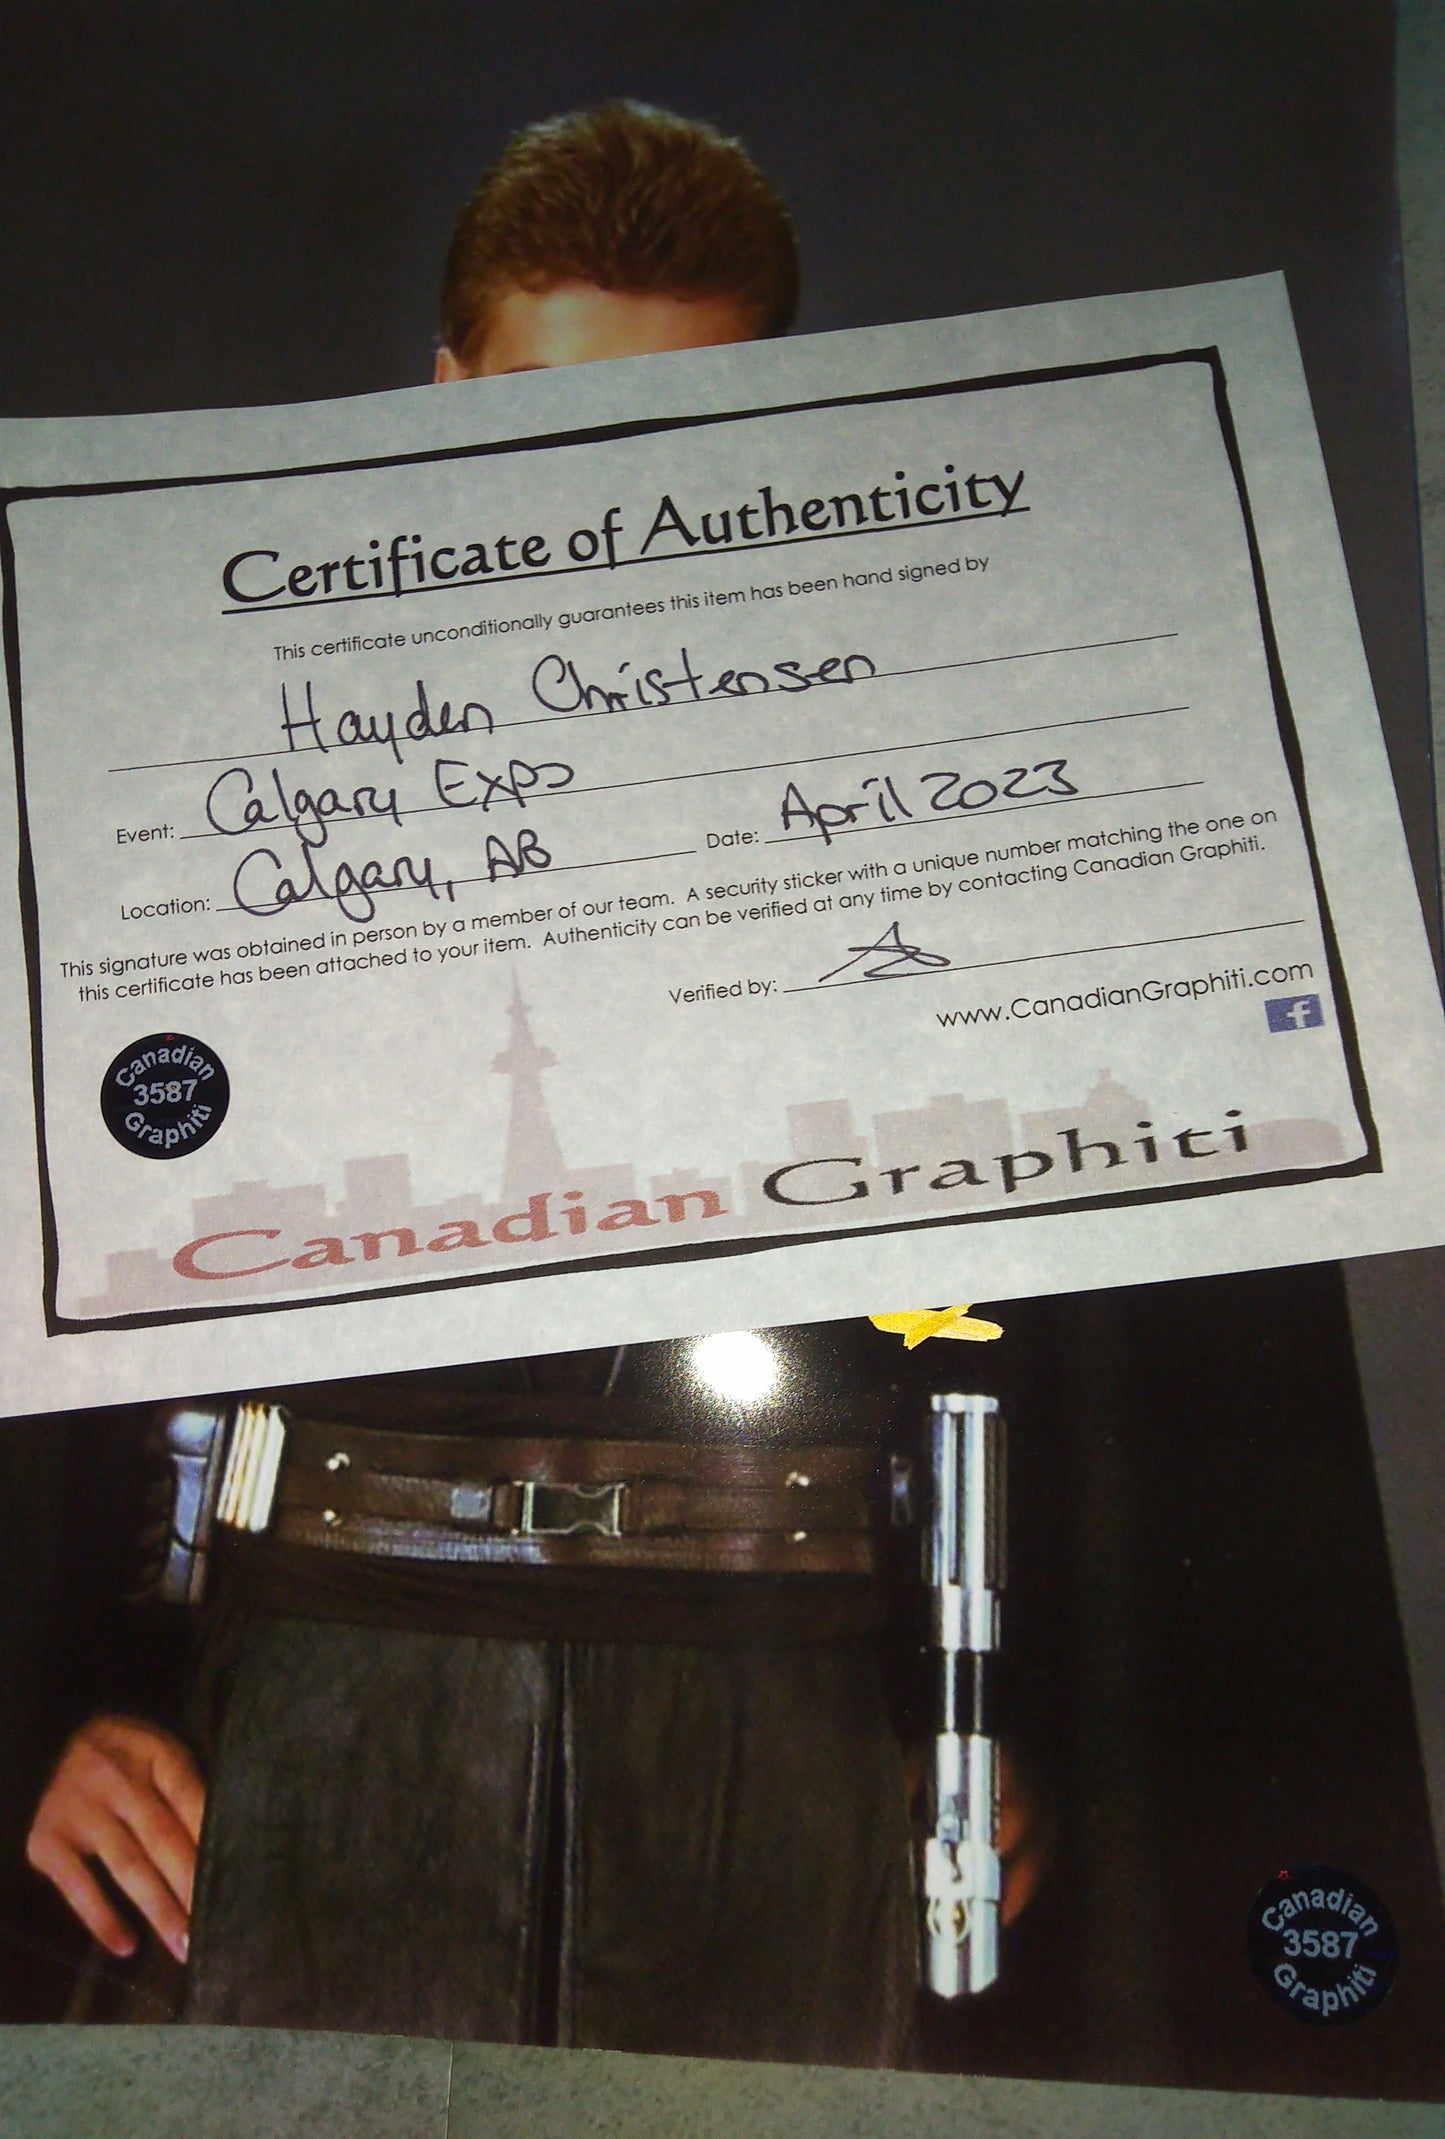 Certificate of Authenticity
This certificate unconditionally guarantees this item has been hand signed by
Hayden Christensen
Event: Calgary Expo
Date: April 2023
Location: Calgary, AB
This signature was obtained in person by a member of our team. A security sticker with a unique number matching the one on
this certificate has been attached to your item. Authenticity can be verified at any time by contacting Canadian Graphiti.
Verified by:
www.CanadianGraphiti.com
f
Canadian
3587
Graphiti
Canadian Graphiti
Canadian
3587
Graphiti